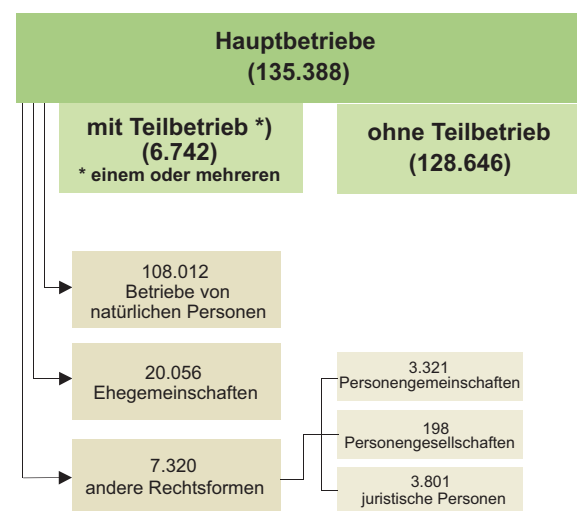 Hauptbetriebe
(135.388)
mit Teilbetrieb *)
(6.742)
* einem oder mehreren
ohne Teilbetrieb
(128.646)
108.012
Betriebe von
natürlichen Personen
20.056
Ehegemeinschaften
7.320
andere Rechtsformen
3.321
Personengemeinschaften
198
Personengesellschaften
3.801
juristische Personen